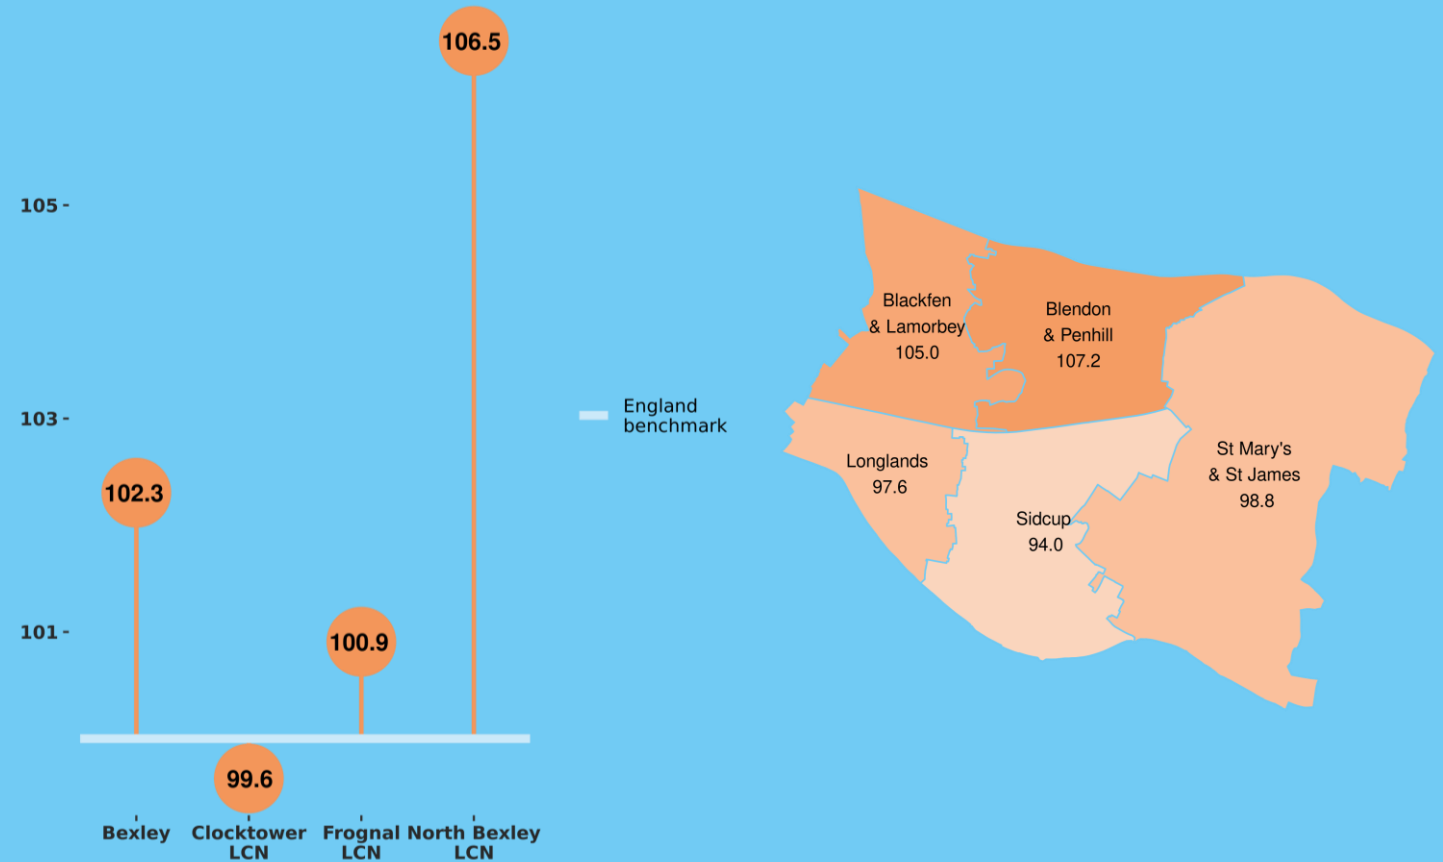 106.5
105
103
102.3
101
100.9
99.6
Bexley
Clocktower
LCN
Frognal
LCN
North Bexley
LCN
England
benchmark
Blackfen
& Lamorbey
105.0
Blendon
& Penhill
107.2
Longlands
97.6
Sidcup
94.0
St Mary's
& St James
98.8